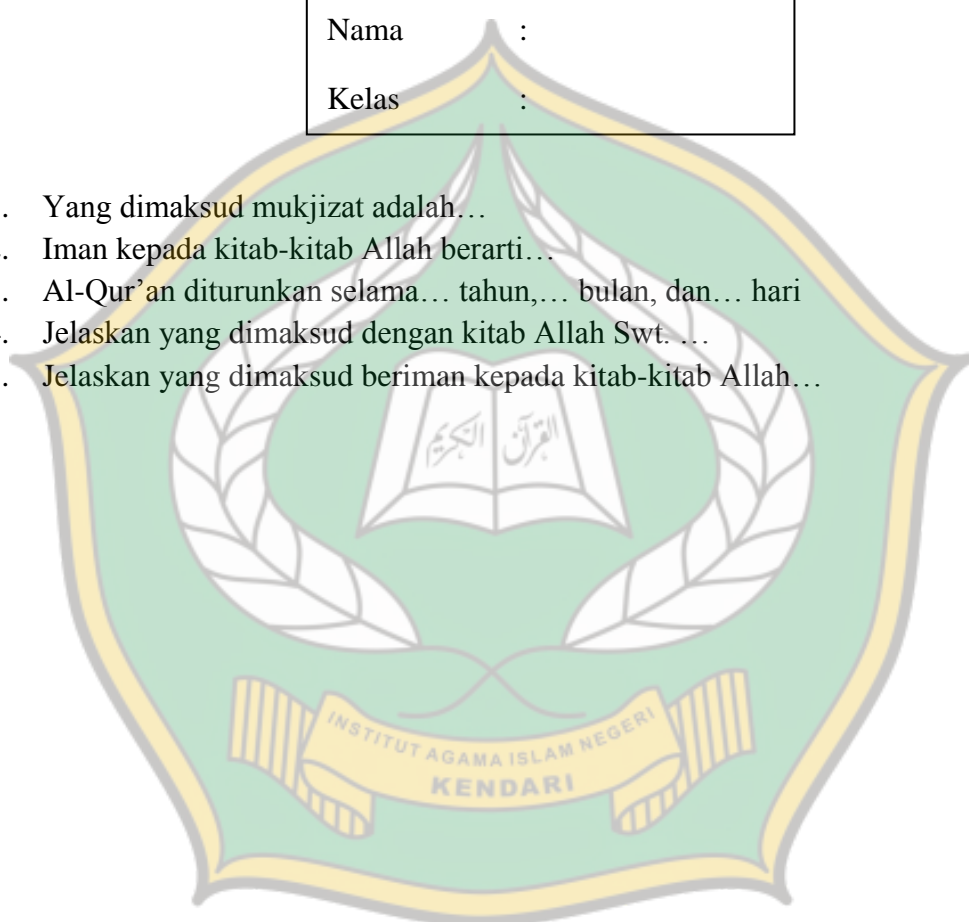 Nama :
Kelas :
. Yang dimaksud mukjizat adalah…
. Iman kepada kitab-kitab Allah berarti…
. Al-Qur’an diturunkan selama… tahun,… bulan, dan… hari
. Jelaskan yang dimaksud dengan kitab Allah Swt. …
. Jelaskan yang dimaksud beriman kepada kitab-kitab Allah…
القرآن الكريم
INSTITUT AGAMA ISLAM NEGERI
KENDARI